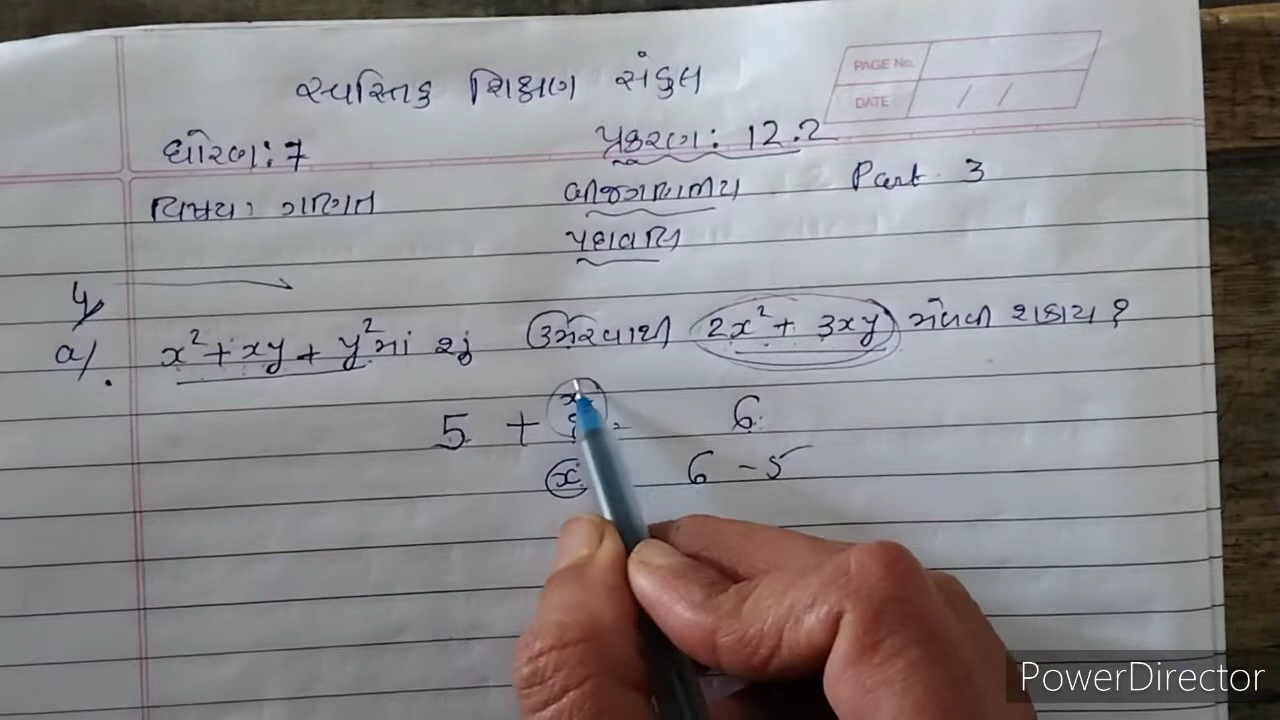 સ્વસ્તિક શિક્ષણ સંકુલ
PAGE No.
DATE / /
ધોરણ: 7
પ્રકરણ: 12.2
વિષય: ગણિત
બીજગણિતીય
Part 3
પદાવલિ
4
a/. x² + xy + y² માં શું ઉમેરવાથી 2x² + 3xy મેળવી શકાય ?
5 + x 6
x 6 - 5
PowerDirector